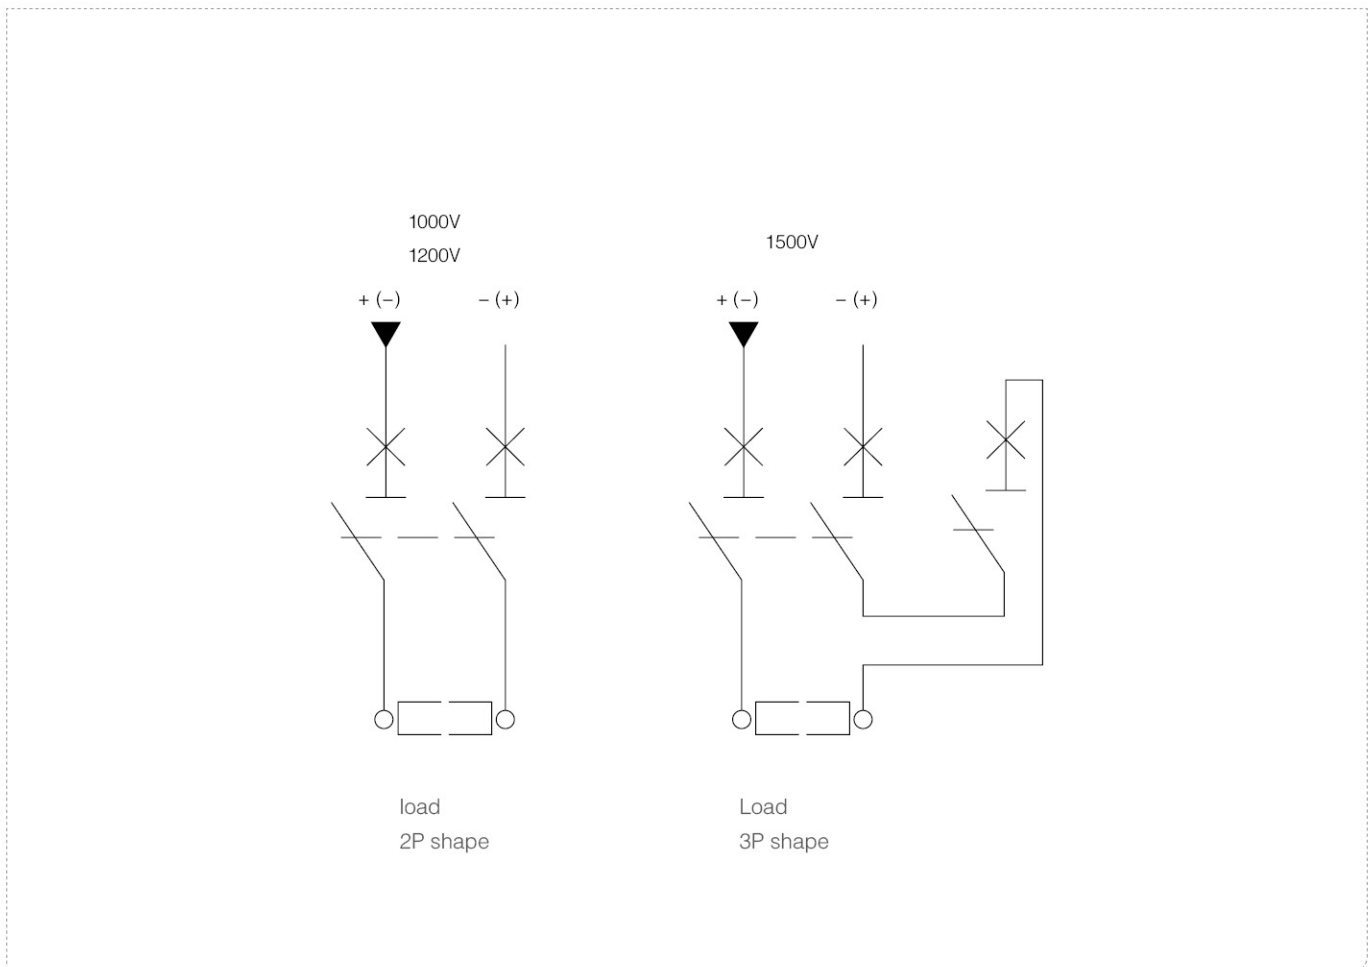 1000V
1200V
+ (−) − (+)
load
2P shape
1500V
+ (−) − (+)
Load
3P shape